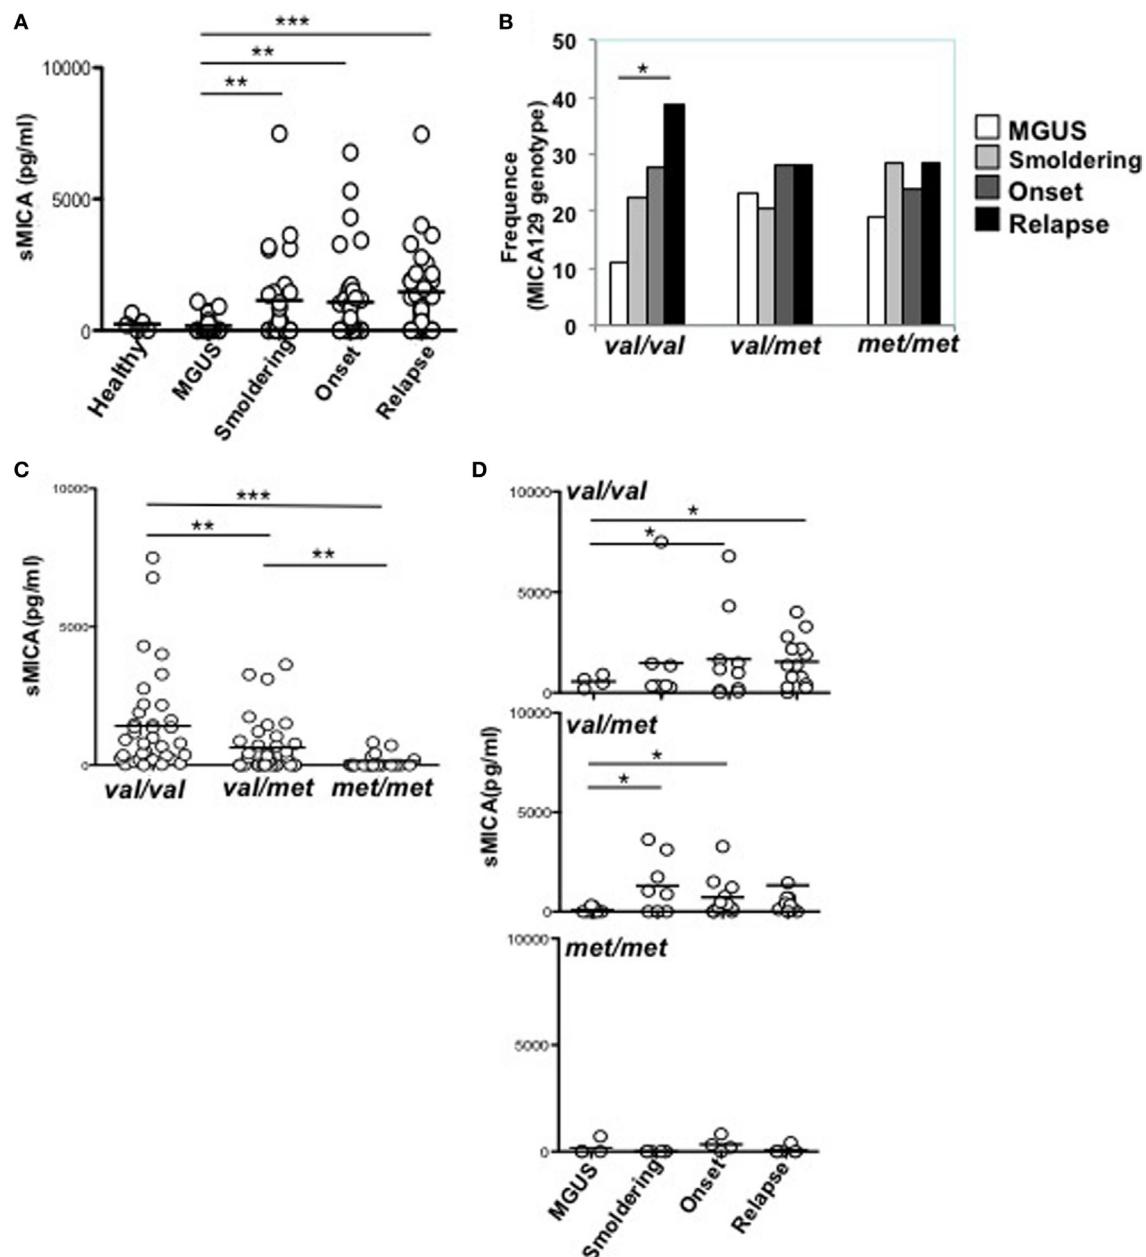 A
***
**
**
10000
5000
0
sMICA (pg/ml)
Healthy
MGUS
Smoldering
Onset
Relapse
B
50
40
30
20
10
0
Frequence
(MICA129 genotype)
*
val/val
val/met
met/met
MGUS
Smoldering
Onset
Relapse
C
10000
5000
0
sMICA(pg/ml)
***
**
**
val/val
val/met
met/met
D
10000
val/val
*
*
5000
0
10000
val/met
*
*
5000
0
sMICA(pg/ml)
10000
met/met
5000
0
MGUS
Smoldering
Onset
Relapse